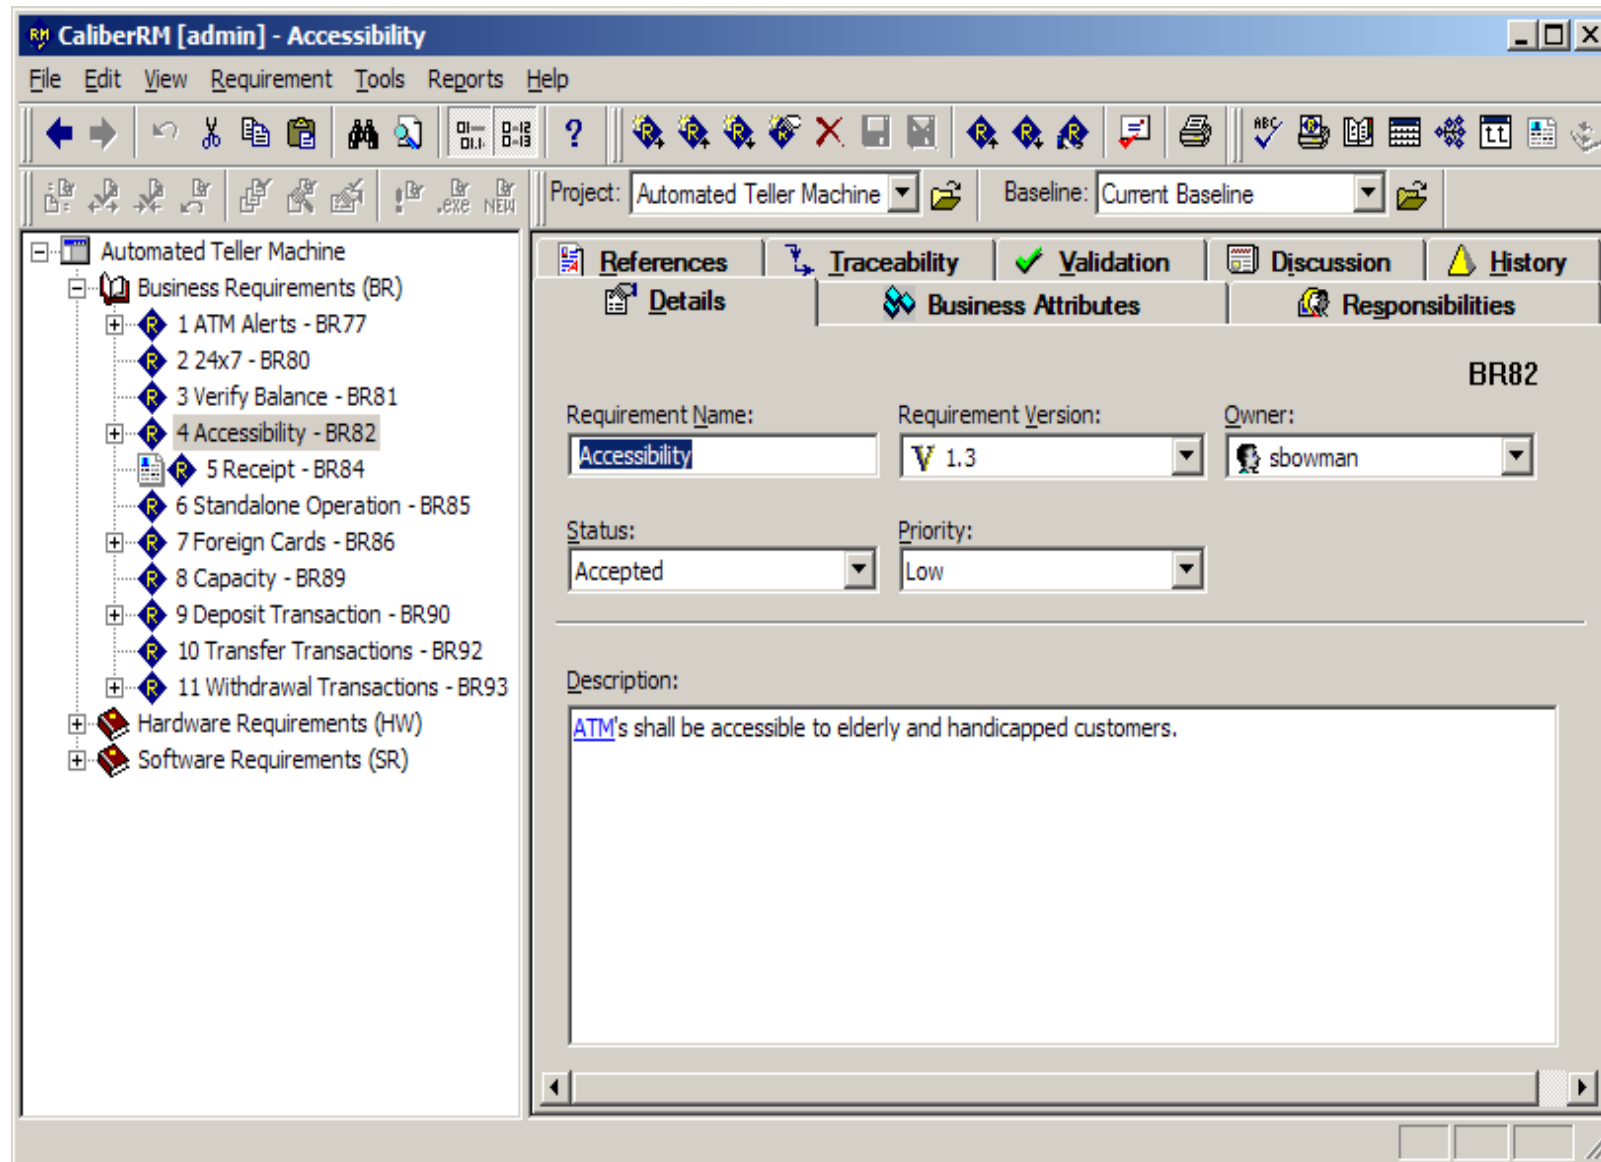 CaliberRM [admin] - Accessibility
File Edit View Requirement Tools Reports Help
Project: Automated Teller Machine Baseline: Current Baseline
Automated Teller Machine
Business Requirements (BR)
1 ATM Alerts - BR77
2 24x7 - BR80
3 Verify Balance - BR81
4 Accessibility - BR82
5 Receipt - BR84
6 Standalone Operation - BR85
7 Foreign Cards - BR86
8 Capacity - BR89
9 Deposit Transaction - BR90
10 Transfer Transactions - BR92
11 Withdrawal Transactions - BR93
Hardware Requirements (HW)
Software Requirements (SR)
References Traceability Validation Discussion History
Details Business Attributes Responsibilities
BR82
Requirement Name: Requirement Version: Owner:
Accessibility 1.3 sbowman
Status: Priority:
Accepted Low
Description:
ATM's shall be accessible to elderly and handicapped customers.